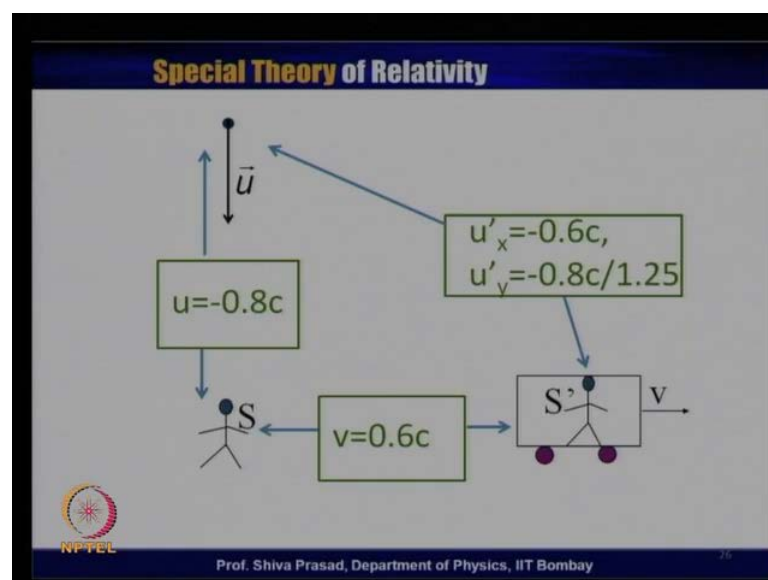 Special Theory of Relativity
u⃗
u'ₓ=-0.6c,
u'ᵧ=-0.8c/1.25
u=-0.8c
S
v=0.6c
S'
v
NPTEL
Prof. Shiva Prasad, Department of Physics, IIT Bombay
26